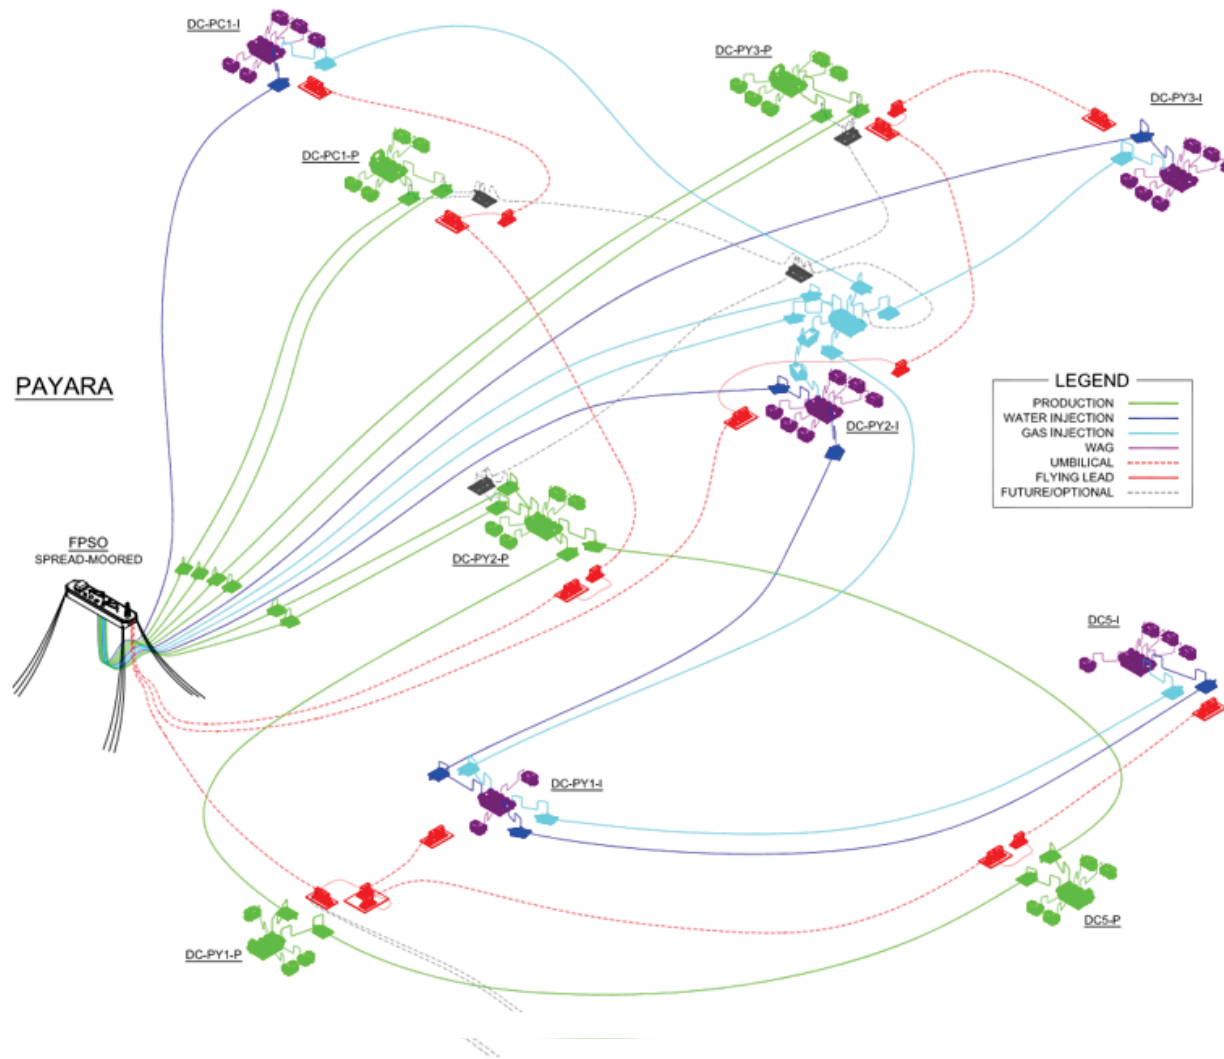 DC-PC1-I
DC-PY3-P
DC-PY3-I
DC-PC1-P
PAYARA
LEGEND
PRODUCTION
WATER INJECTION
GAS INJECTION
WAG
UMBILICAL
FLYING LEAD
FUTURE/OPTIONAL
DC-PY2-I
FPSO
SPREAD-MOORED
DC-PY2-P
DC5-I
DC-PY1-I
DC5-P
DC-PY1-P